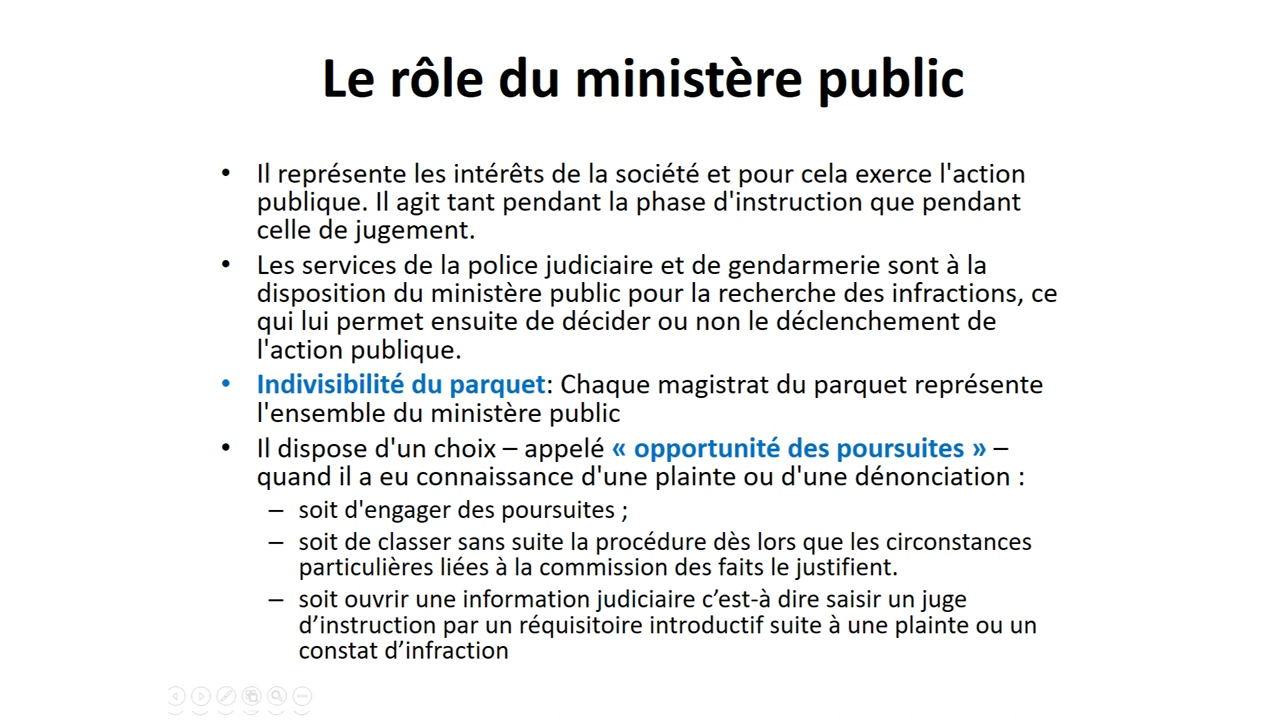 Le rôle du ministère public
• Il représente les intérêts de la société et pour cela exerce l'action
publique. Il agit tant pendant la phase d'instruction que pendant
celle de jugement.
• Les services de la police judiciaire et de gendarmerie sont à la
disposition du ministère public pour la recherche des infractions, ce
qui lui permet ensuite de décider ou non le déclenchement de
l'action publique.
• Indivisibilité du parquet: Chaque magistrat du parquet représente
l'ensemble du ministère public
• Il dispose d'un choix – appelé « opportunité des poursuites » –
quand il a eu connaissance d'une plainte ou d'une dénonciation :
– soit d'engager des poursuites ;
– soit de classer sans suite la procédure dès lors que les circonstances
particulières liées à la commission des faits le justifient.
– soit ouvrir une information judiciaire c’est-à dire saisir un juge
d’instruction par un réquisitoire introductif suite à une plainte ou un
constat d’infraction